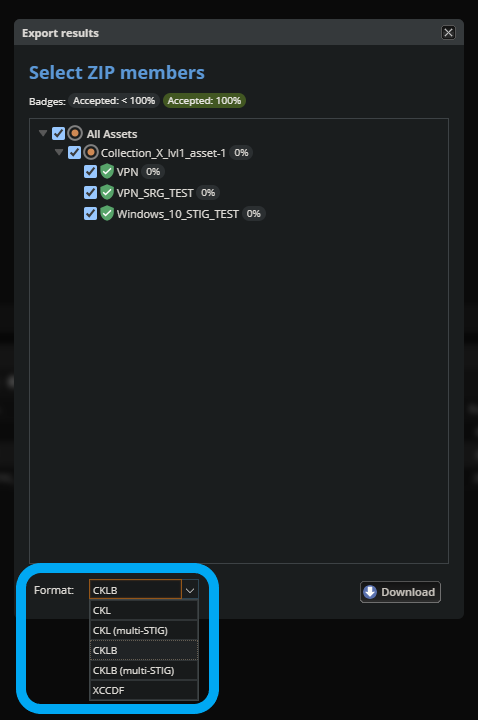 Export results
Select ZIP members
Badges: Accepted: < 100% Accepted: 100%
All Assets
Collection_X_lvl1_asset-1 0%
VPN 0%
VPN_SRG_TEST 0%
Windows_10_STIG_TEST 0%
Format: CKLB Download
CKL
CKL (multi-STIG)
CKLB
CKLB (multi-STIG)
XCCDF